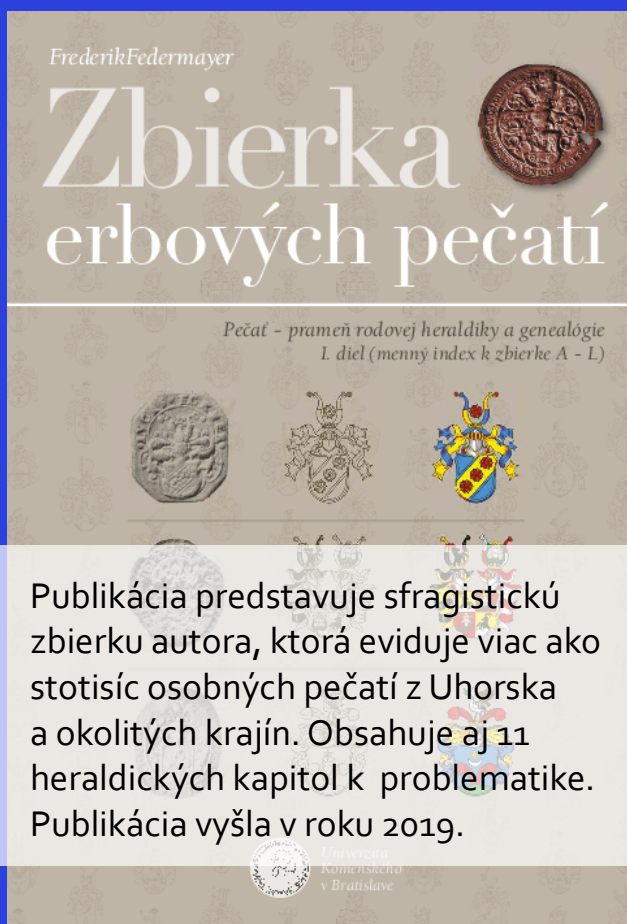 FrederikFedermayer
Zbierka
erbových pečatí
Pečať - prameň rodovej heraldiky a genealógie
I. diel (menný index k zbierke A - L)
Publikácia predstavuje sfragistickú
zbierku autora, ktorá eviduje viac ako
stotisíc osobných pečatí z Uhorska
a okolitých krajín. Obsahuje aj 11
heraldických kapitol k problematike.
Publikácia vyšla v roku 2019.
Univerzita
Komenského
v Bratislave